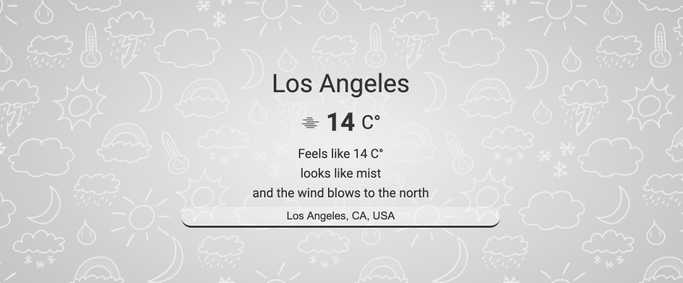 Los Angeles
14 C°
Feels like 14 C°
looks like mist
and the wind blows to the north
Los Angeles, CA, USA